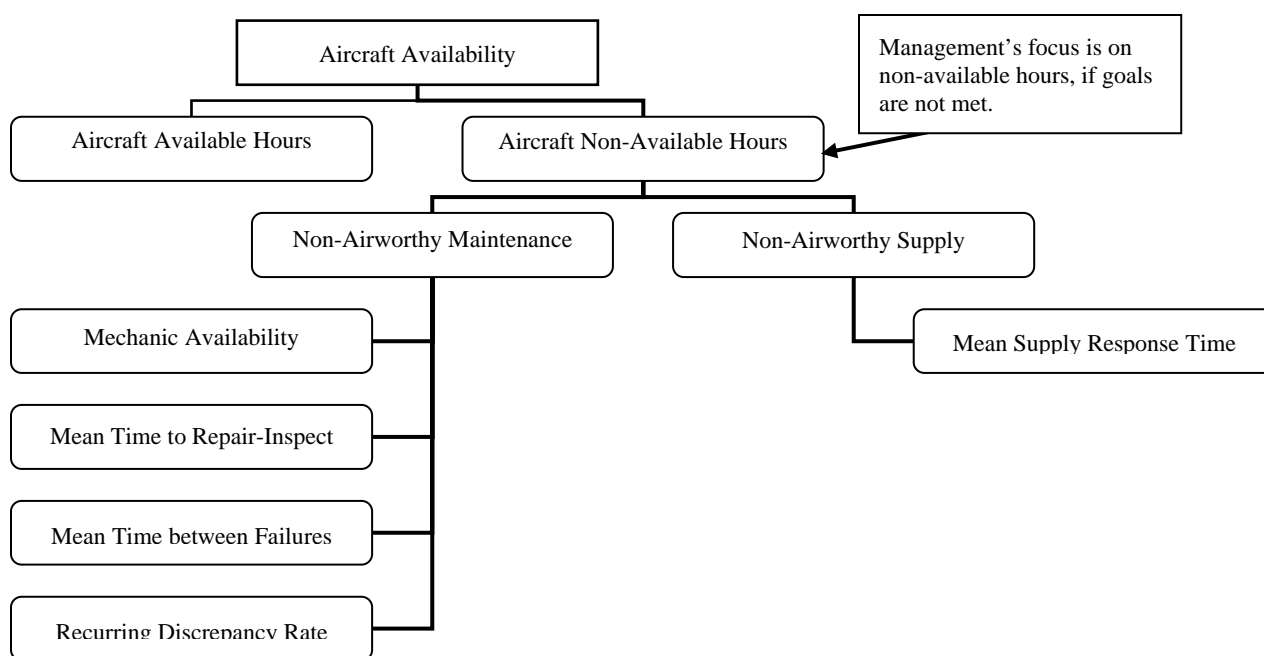 Aircraft Availability
Management’s focus is on
non-available hours, if goals
are not met.
Aircraft Available Hours
Aircraft Non-Available Hours
Non-Airworthy Maintenance
Non-Airworthy Supply
Mechanic Availability
Mean Supply Response Time
Mean Time to Repair-Inspect
Mean Time between Failures
Recurring Discrepancy Rate